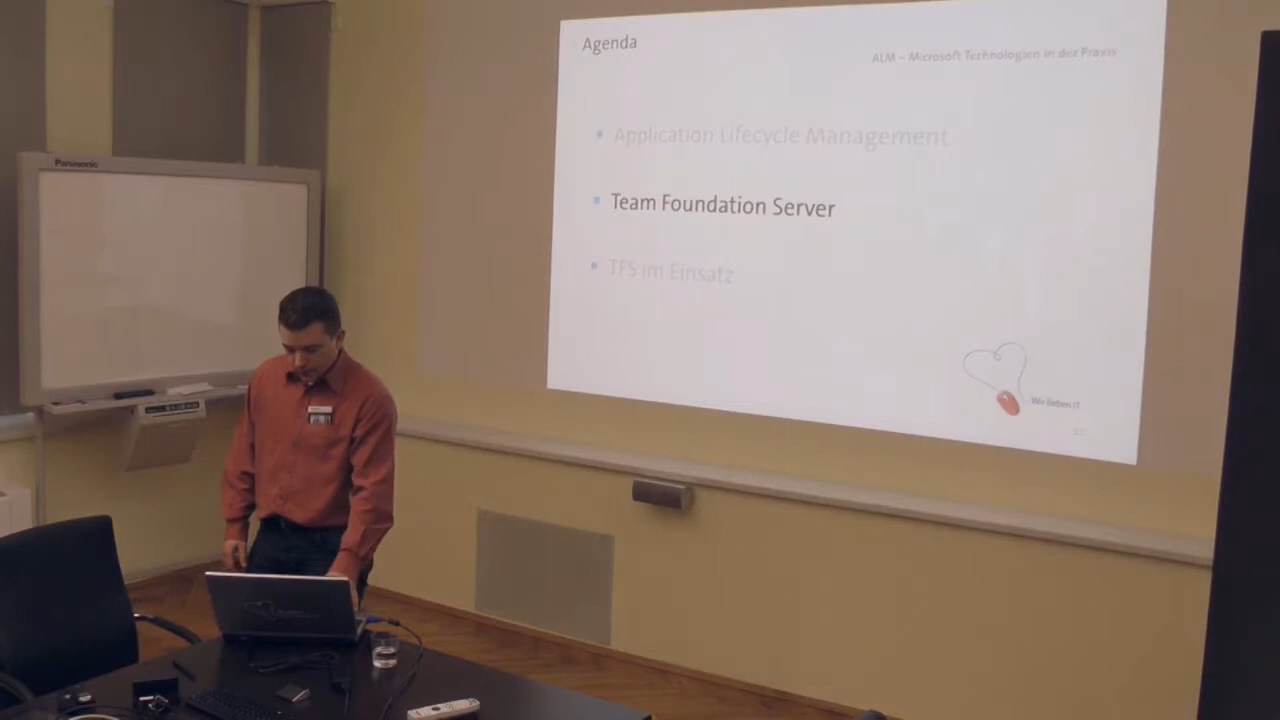 Agenda
ALM – Microsoft Technologien in der Praxis
Application Lifecycle Management
Team Foundation Server
TFS im Einsatz
Wir lieben IT
Panasonic